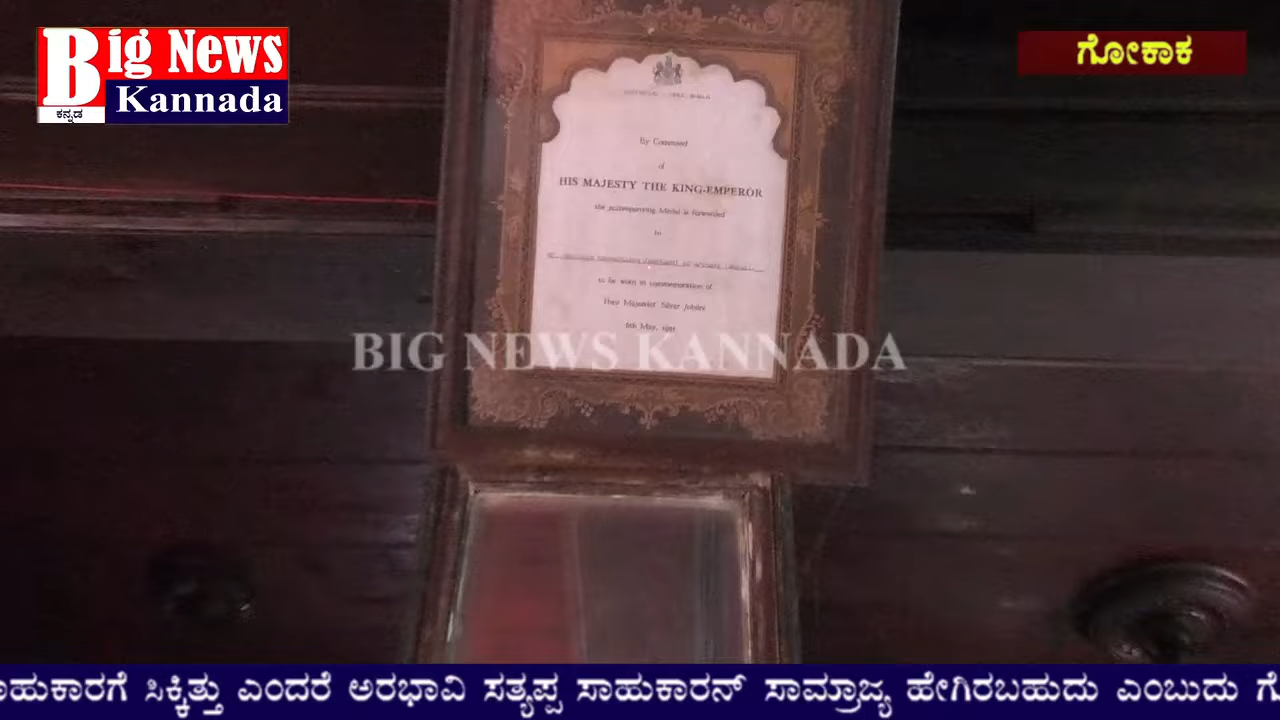 Big News
Kannada
ಕನ್ನಡ
ಗೋಕಾಕ
By Command
of
HIS MAJESTY THE KING-EMPEROR
the accompanying Medal is forwarded
to
to be worn in commemoration of
Their Majesties' Silver Jubilee
6th May, 1935
BIG NEWS KANNADA
ಸಾಹುಕಾರಗೆ ಸಿಕ್ಕಿತ್ತು ಎಂದರೆ ಅರಭಾವಿ ಸತ್ಯಪ್ಪ ಸಾಹುಕಾರನ್ ಸಾಮ್ರಾಜ್ಯ ಹೇಗಿರಬಹುದು ಎಂಬುದು